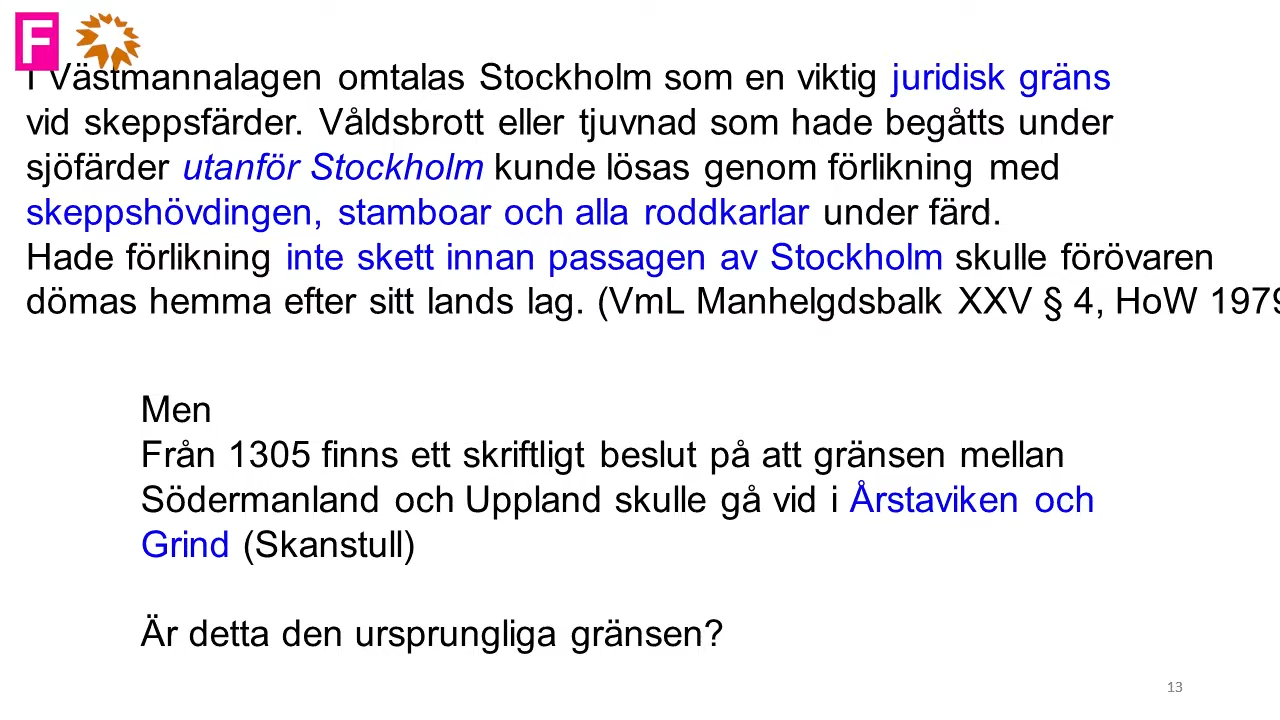 F
I Västmannalagen omtalas Stockholm som en viktig juridisk gräns
vid skeppsfärder. Våldsbrott eller tjuvnad som hade begåtts under
sjöfärder utanför Stockholm kunde lösas genom förlikning med
skeppshövdingen, stamboar och alla roddkarlar under färd.
Hade förlikning inte skett innan passagen av Stockholm skulle förövaren
dömas hemma efter sitt lands lag. (VmL Manhelgdsbalk XXV § 4, HoW 1979
Men
Från 1305 finns ett skriftligt beslut på att gränsen mellan
Södermanland och Uppland skulle gå vid i Årstaviken och
Grind (Skanstull)
Är detta den ursprungliga gränsen?
13